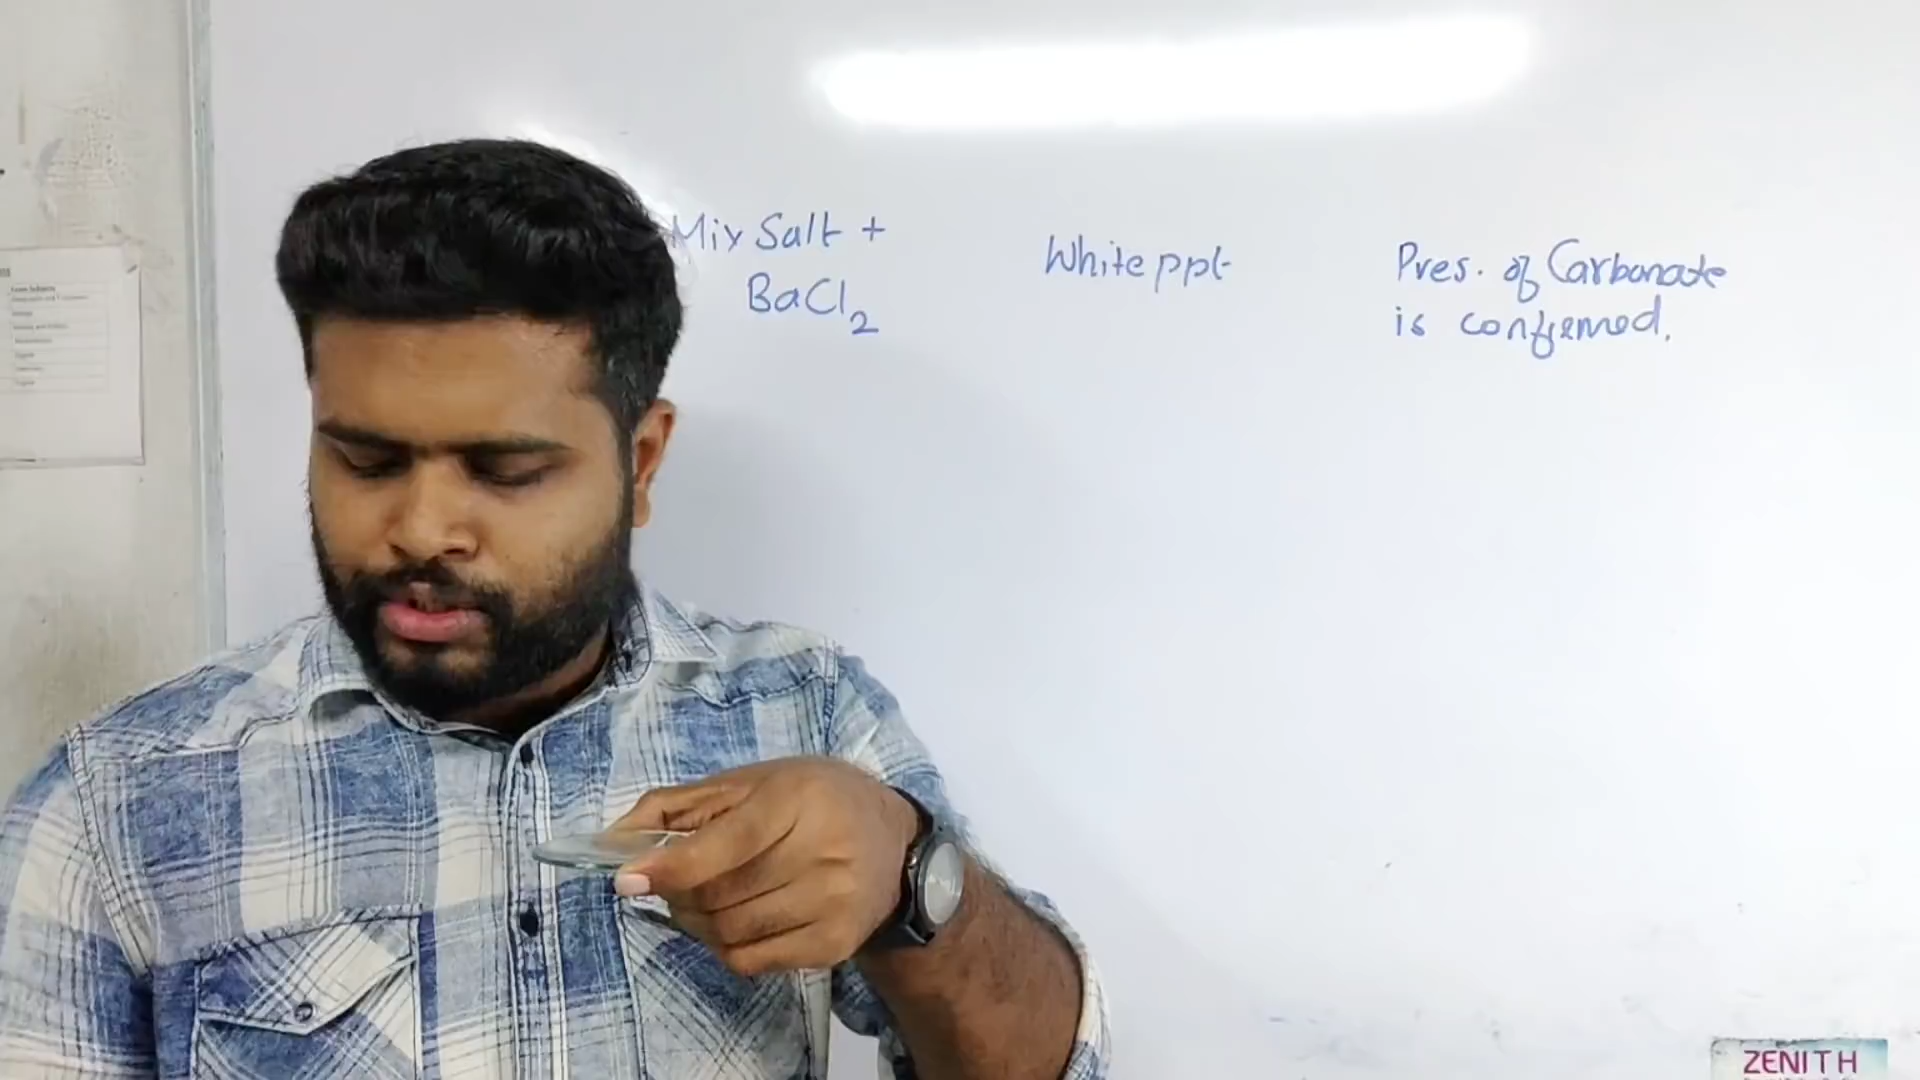 Mix Salt +
BaCl2
White ppt
Pres. of Carbonate
is confirmed.
ZENITH